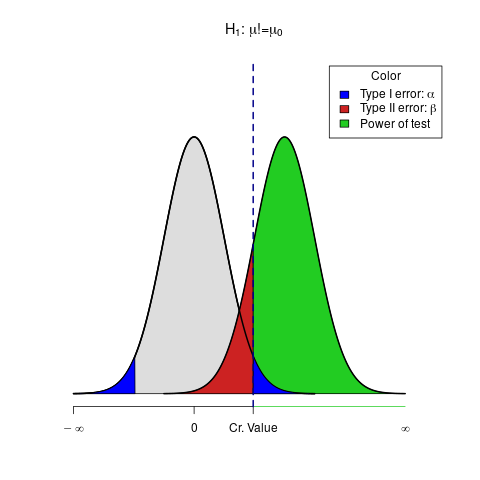 H₁: μ!=μ₀
Color
Type I error: α
Type II error: β
Power of test
− ∞
0
Cr. Value
∞